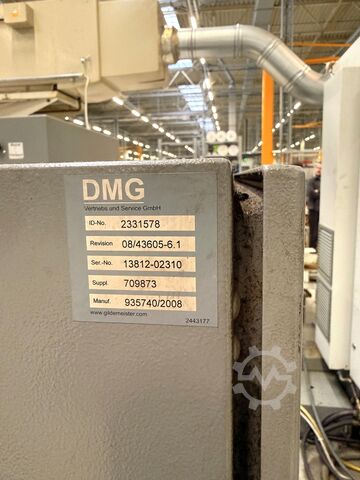 DMG
Vertriebs und Service GmbH
ID-No. 2331578
Revision 08/43605-6.1
Ser.-No. 13812-02310
Suppl. 709873
Manuf. 935740/2008
www.gildemeister.com
2443177